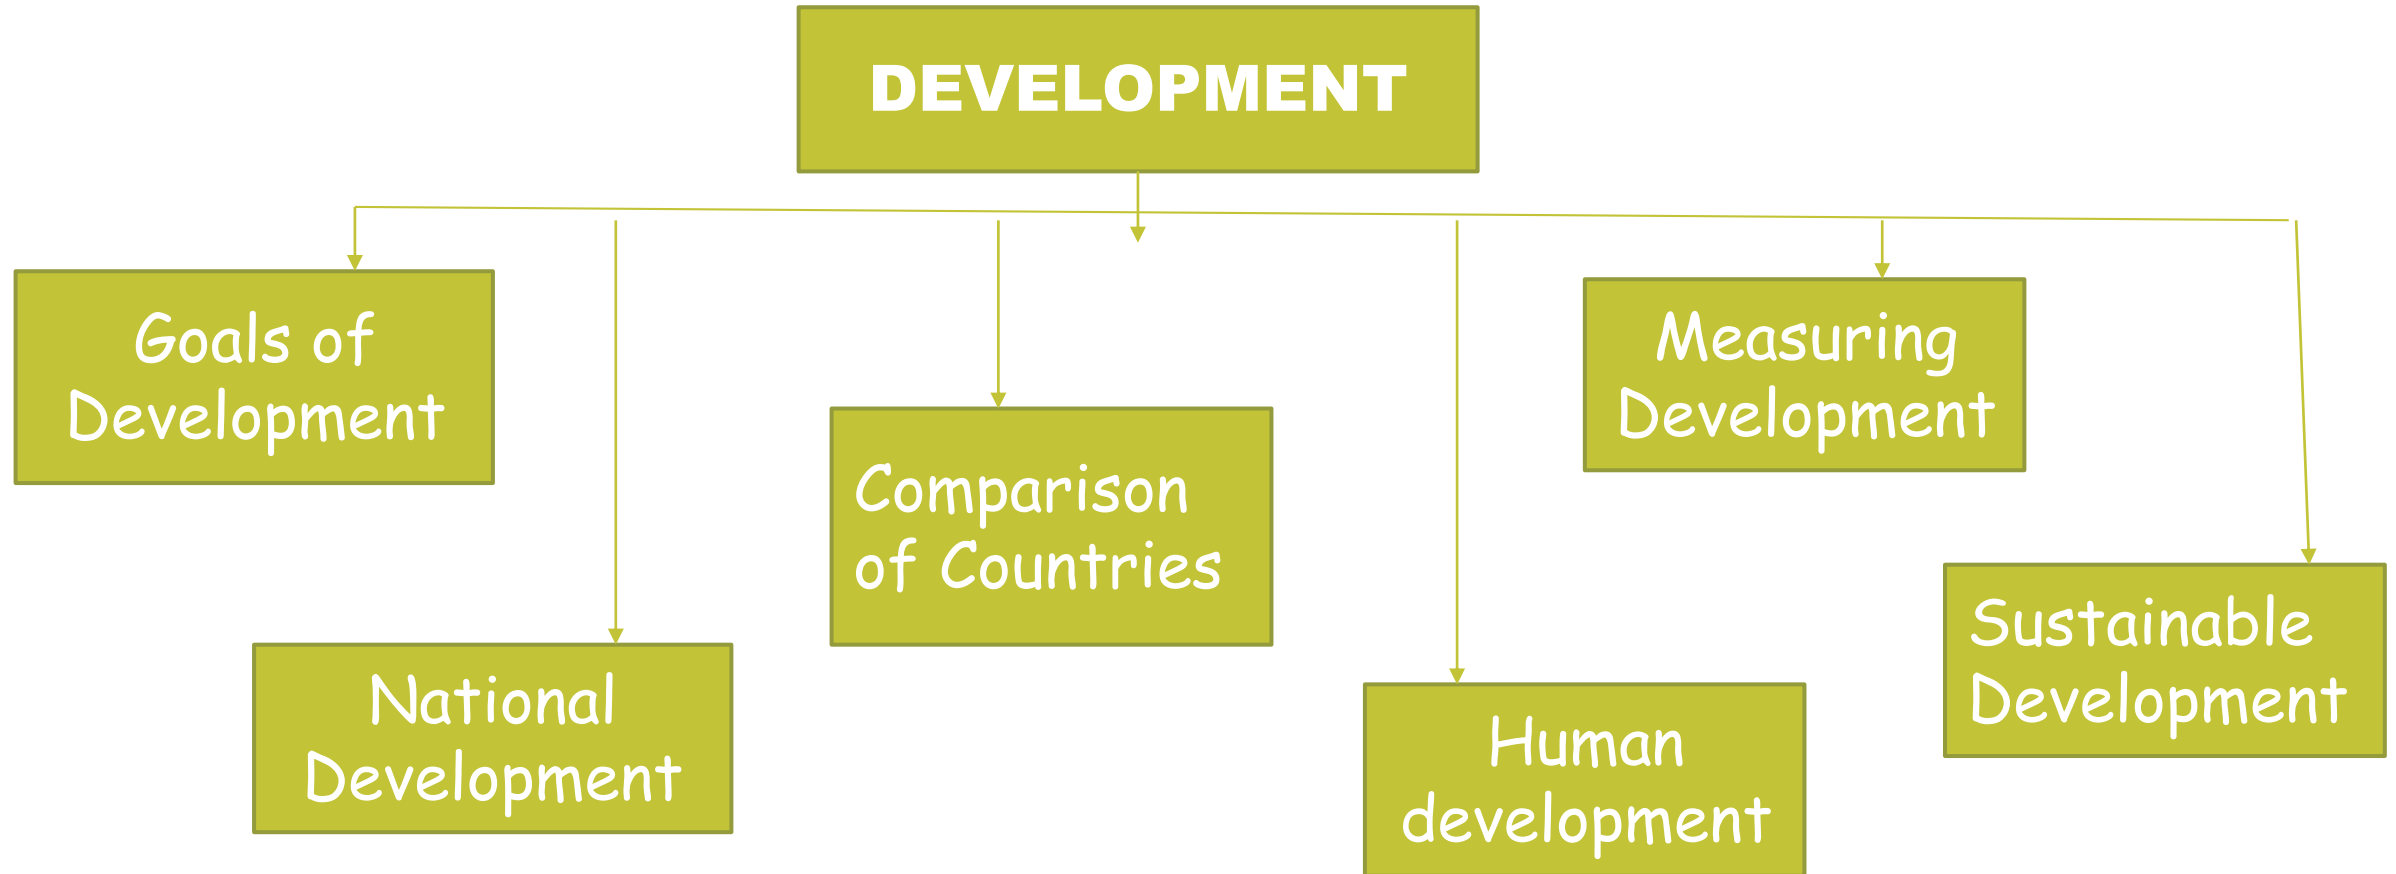 DEVELOPMENT
Goals of
Development
National
Development
Comparison
of Countries
Human
development
Measuring
Development
Sustainable
Development